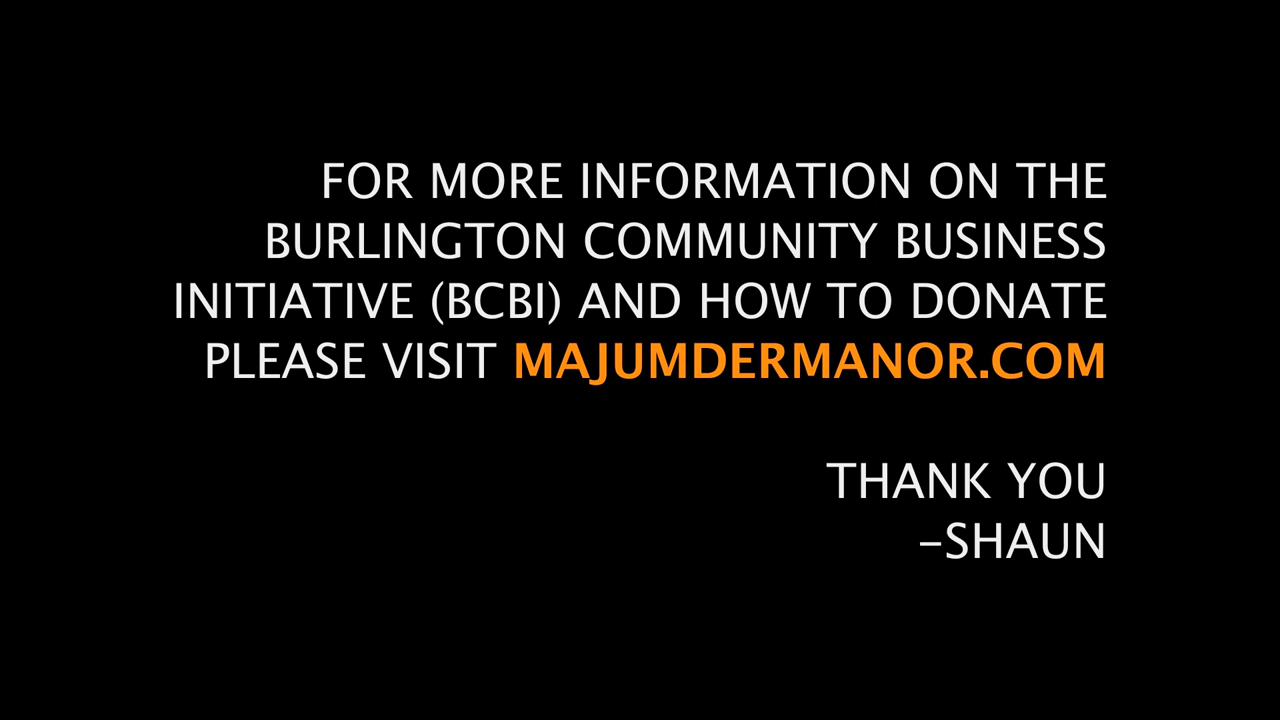 FOR MORE INFORMATION ON THE
BURLINGTON COMMUNITY BUSINESS
INITIATIVE (BCBI) AND HOW TO DONATE
PLEASE VISIT MAJUMDERMANOR.COM
THANK YOU
–SHAUN